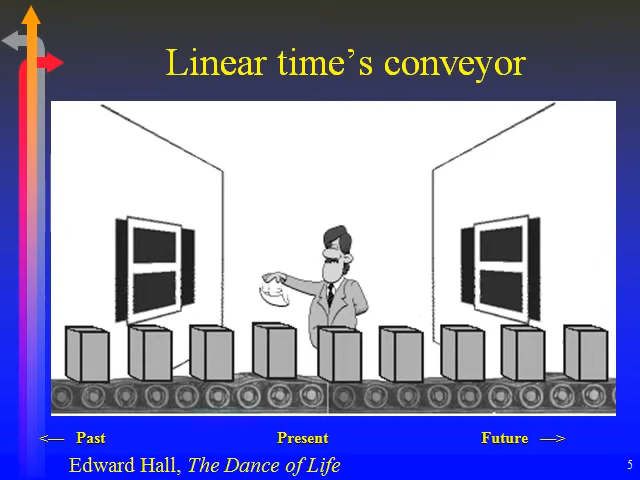 Linear time's conveyor
<— Past Present Future —>
Edward Hall, The Dance of Life
5